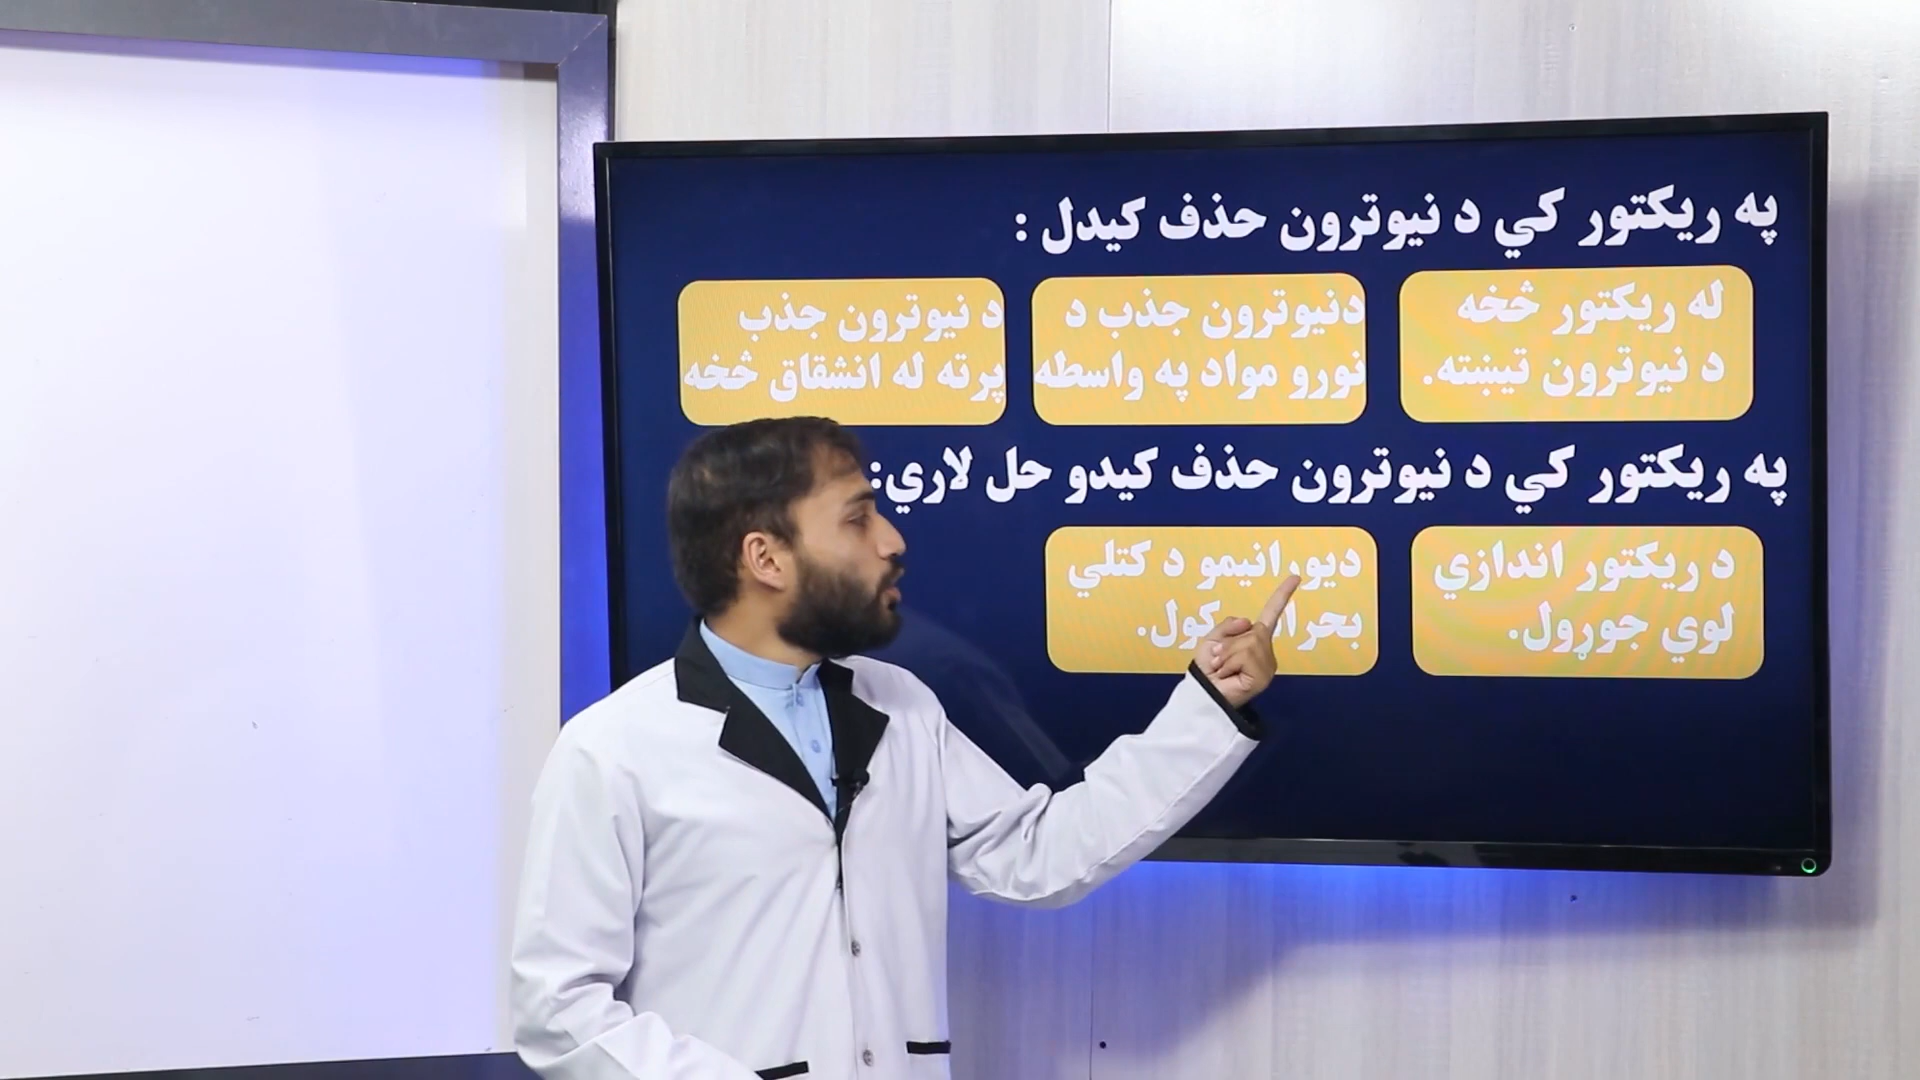 په ریکتور کي د نیوترون حذف کیدل :
له ریکتور څخه
د نیوترون تیښته.
دنیوترون جذب د
نورو مواد په واسطه
د نیوترون جذب
پرته له انشقاق څخه
په ریکتور کي د نیوترون حذف کیدو حل لاري:
د ریکتور اندازي
لوي جوړول.
دیورانیمو د کتلي
کول.